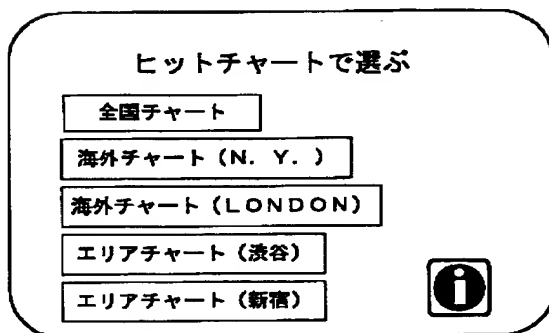 ヒットチャートで選ぶ
全国チャート
海外チャート(N.Y.)
海外チャート(LONDON)
エリアチャート(渋谷)
エリアチャート(新宿)
i